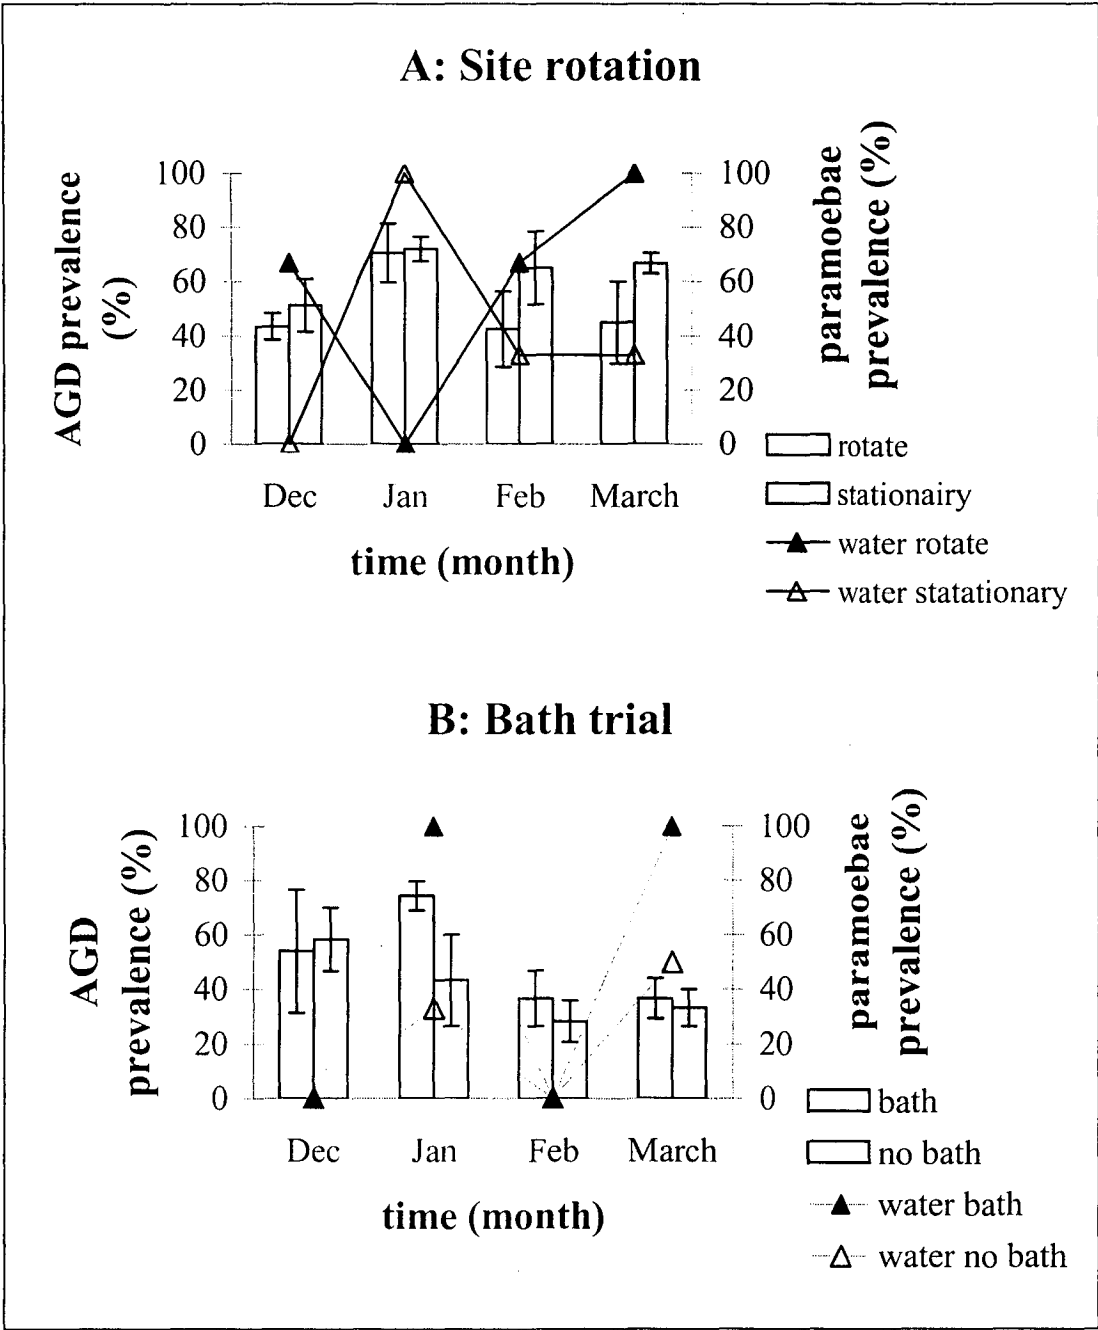 A: Site rotation
AGD prevalence
(%)
paramoebae
prevalence (%)
100
80
60
40
20
0
100
80
60
40
20
0
Dec
Jan
Feb
March
time (month)
rotate
stationairy
water rotate
water statationary
B: Bath trial
AGD
prevalence (%)
paramoebae
prevalence (%)
100
80
60
40
20
0
100
80
60
40
20
0
Dec
Jan
Feb
March
time (month)
bath
no bath
water bath
water no bath